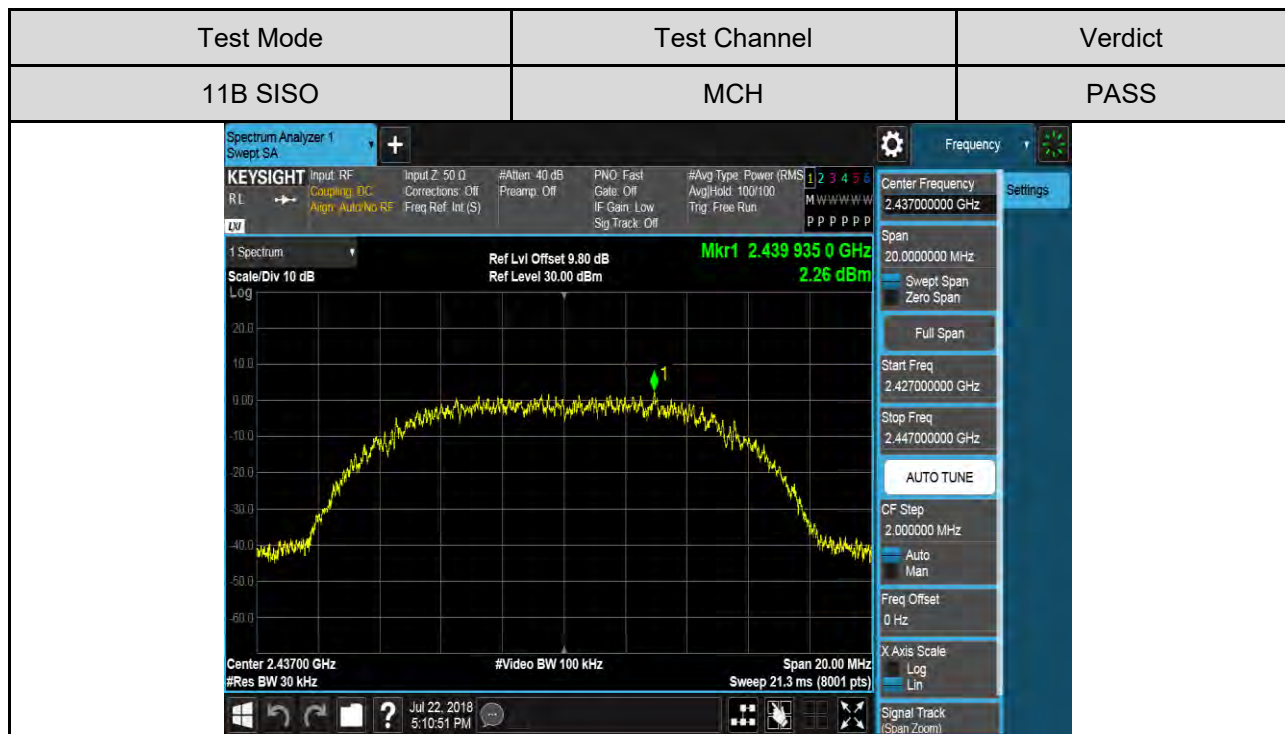 Test Mode Test Channel Verdict
11B SISO MCH PASS
Spectrum Analyzer 1
Swept SA
+
Frequency
KEYSIGHT Input: RF Input Z: 50 Ω #Atten: 40 dB PNO: Fast #Avg Type: Power (RMS 1 2 3 4 5 6
RL Coupling: DC Corrections: Off Preamp: Off Gate: Off Avg|Hold: 100/100 M W W W W W
Align: Auto/No RF Freq Ref: Int (S) IF Gain: Low Trig: Free Run
LXI Sig Track: Off P P P P P P
Settings
1 Spectrum
Scale/Div 10 dB
Ref Lvl Offset 9.80 dB
Ref Level 30.00 dBm
Mkr1 2.439 935 0 GHz
2.26 dBm
Log
20.0
10.0
0.00
-10.0
-20.0
-30.0
-40.0
-50.0
-60.0
1
Center 2.43700 GHz #Video BW 100 kHz Span 20.00 MHz
#Res BW 30 kHz Sweep 21.3 ms (8001 pts)
Center Frequency
2.437000000 GHz
Span
20.0000000 MHz
Swept Span
Zero Span
Full Span
Start Freq
2.427000000 GHz
Stop Freq
2.447000000 GHz
AUTO TUNE
CF Step
2.000000 MHz
Auto
Man
Freq Offset
0 Hz
X Axis Scale
Log
Lin
Signal Track
(Span Zoom)
?
Jul 22, 2018
5:10:51 PM